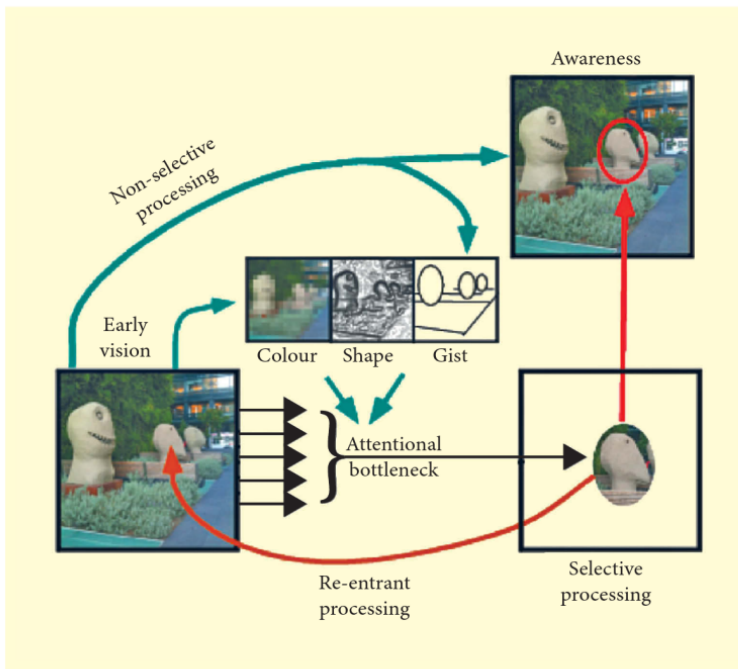 Awareness
Non-selective
processing
Early
vision
Colour
Shape
Gist
Attentional
bottleneck
Re-entrant
processing
Selective
processing